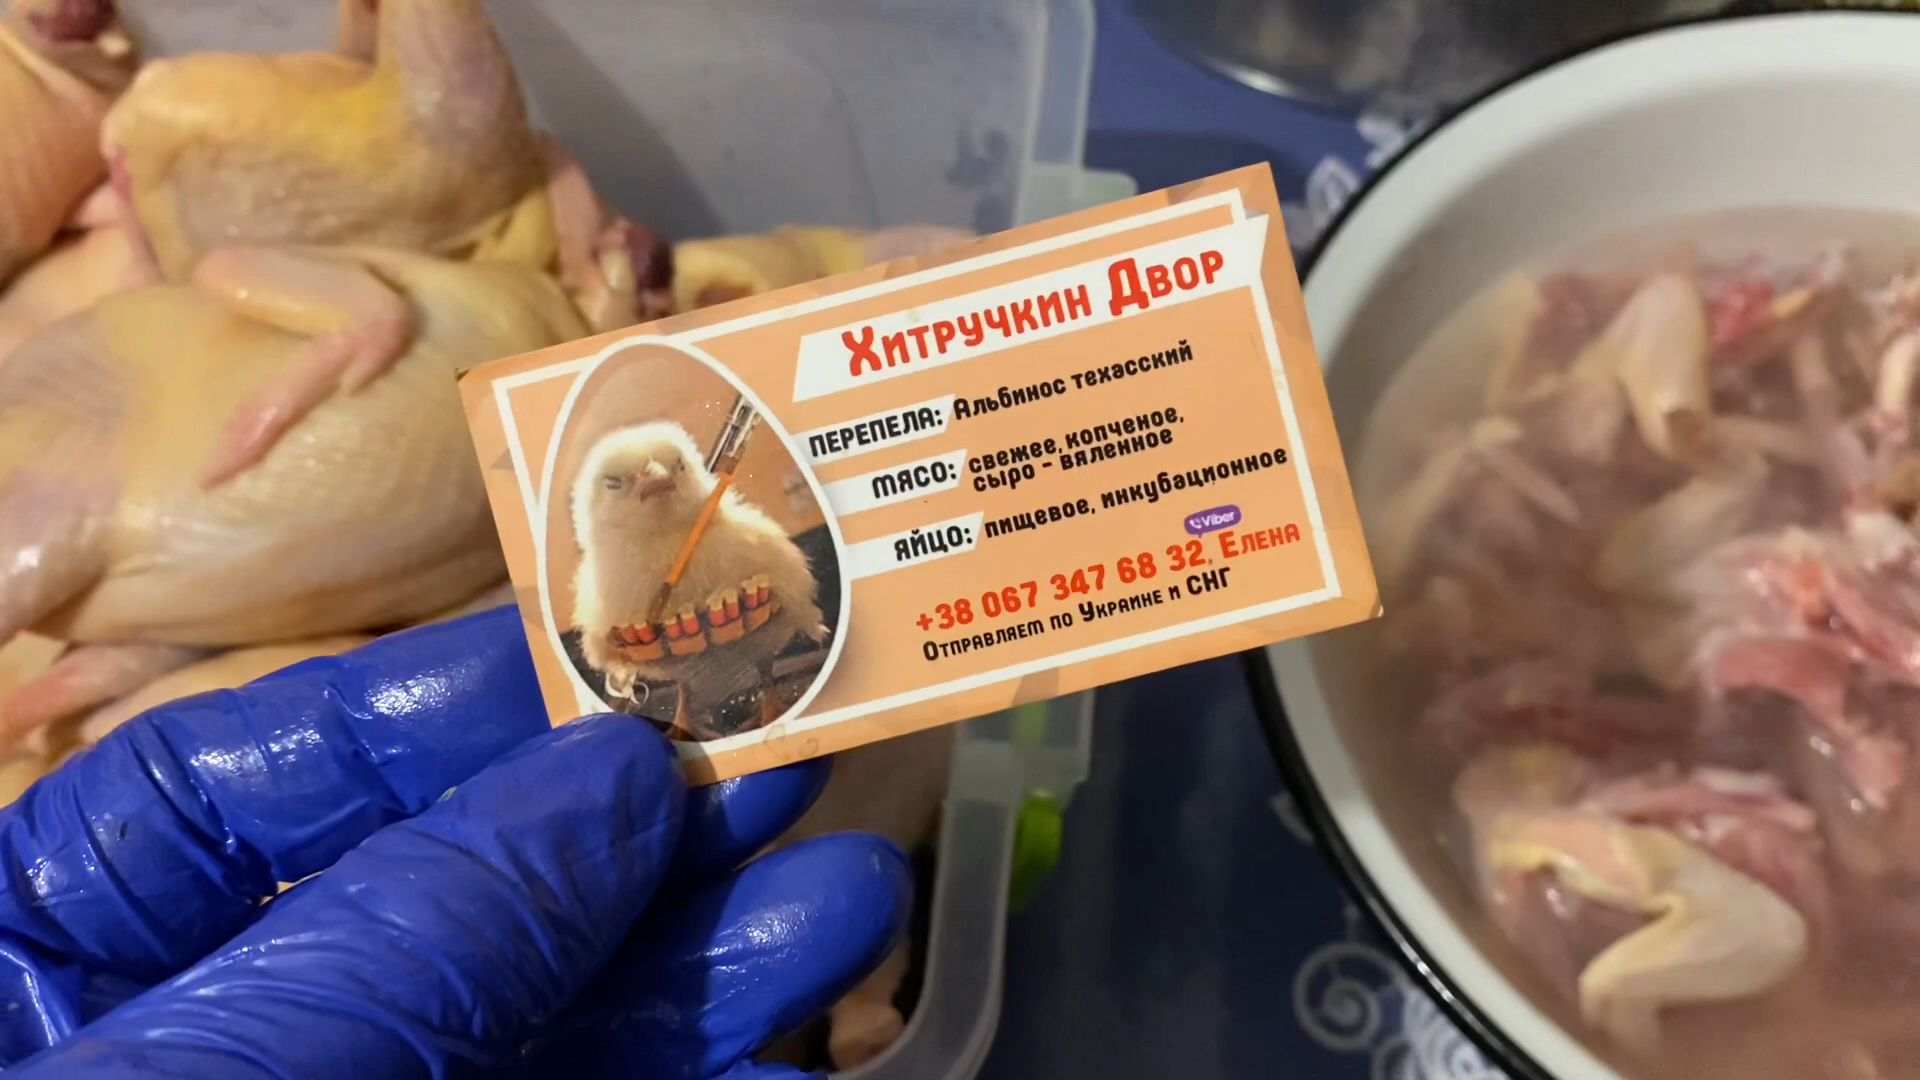 Хитручкин Двор
ПЕРЕПЕЛА: Альбинос техасский
МЯСО: свежее, копченое,
сыро - вяленное
ЯЙЦО: пищевое, инкубационное
Viber
+38 067 347 68 32, Елена
Отправляем по Украине и СНГ